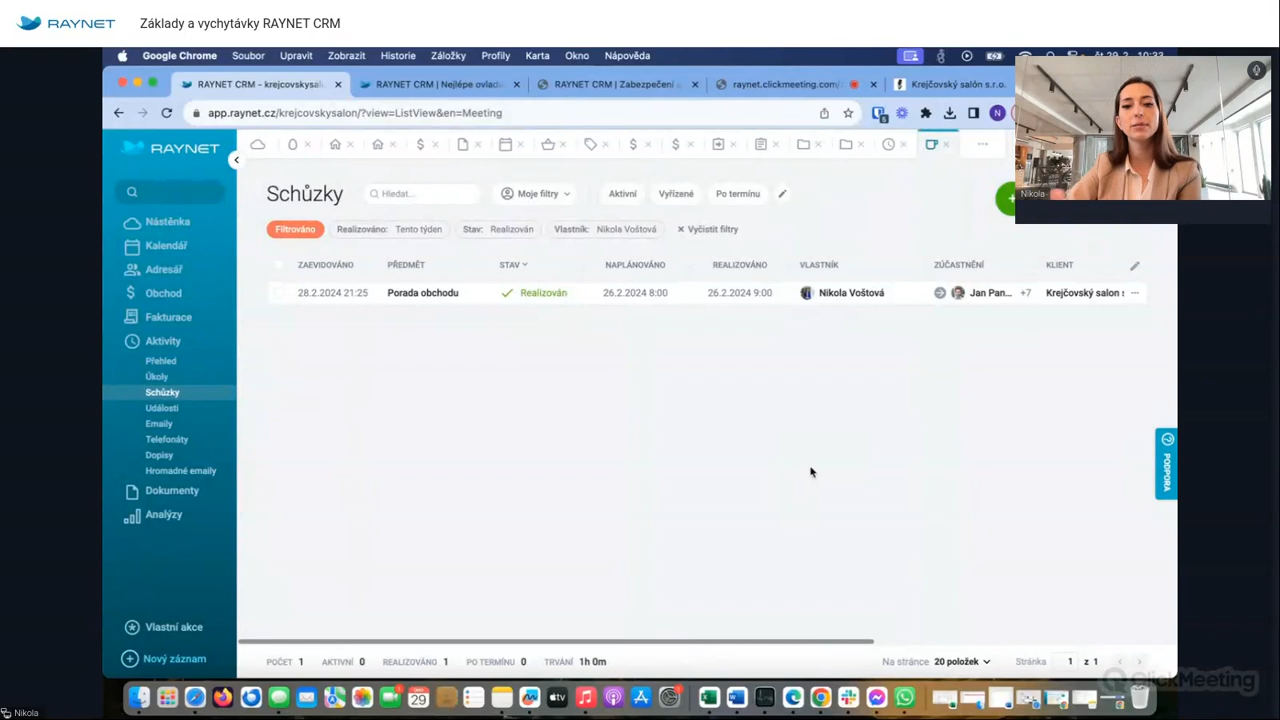 RAYNET Základy a vychytávky RAYNET CRM
Google Chrome Soubor Upravit Zobrazit Historie Záložky Profily Karta Okno Nápověda čt 29. 2. 10:33
RAYNET CRM - krejcovskysal RAYNET CRM | Nejlépe ovlada RAYNET CRM | Zabezpečení raynet.clickmeeting.com/ Krejčovský salón s.r.o.
app.raynet.cz/krejcovskysalon/?view=ListView&en=Meeting
RAYNET
Nástěnka
Kalendář
Adresář
Obchod
Fakturace
Aktivity
Přehled
Úkoly
Schůzky
Události
Emaily
Telefonáty
Dopisy
Hromadné emaily
Dokumenty
Analýzy
Vlastní akce
Nový záznam
Schůzky Hledat... Moje filtry Aktivní Vyřízené Po termínu
Filtrováno Realizováno: Tento týden Stav: Realizován Vlastník: Nikola Voštová Vyčistit filtry
ZAEVIDOVÁNO PŘEDMĚT STAV NAPLÁNOVÁNO REALIZOVÁNO VLASTNÍK ZÚČASTNĚNÍ KLIENT
28.2.2024 21:25 Porada obchodu Realizován 26.2.2024 8:00 26.2.2024 9:00 Nikola Voštová Jan Pan... +7 Krejčovský salon s
PODPORA
POČET 1 AKTIVNÍ 0 REALIZOVÁNO 1 PO TERMÍNU 0 TRVÁNÍ 1h 0m Na stránce 20 položek Stránka 1 z 1
Nikola
ClickMeeting
Nikola